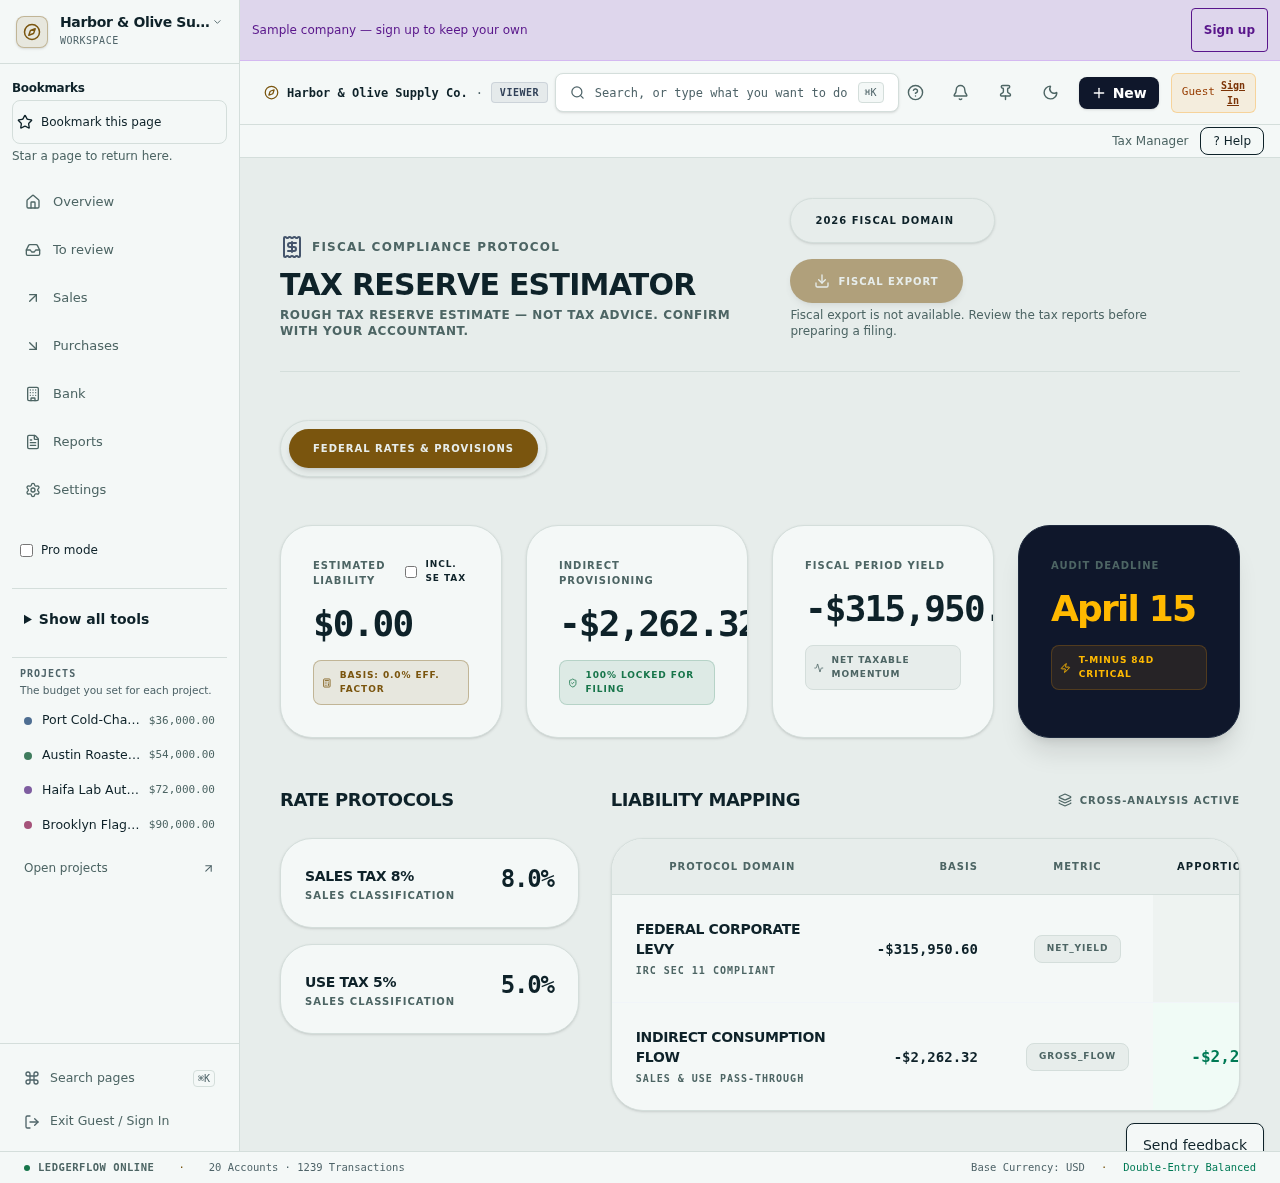 Harbor & Olive Su...
WORKSPACE
Bookmarks
Bookmark this page
Star a page to return here.
Overview
To review
Sales
Purchases
Bank
Reports
Settings
Pro mode
Show all tools
PROJECTS
The budget you set for each project.
Port Cold-Cha... $36,000.00
Austin Roaste... $54,000.00
Haifa Lab Aut... $72,000.00
Brooklyn Flag... $90,000.00
Open projects
Search pages ⌘K
Exit Guest / Sign In
Sample company — sign up to keep your own
Sign up
Harbor & Olive Supply Co. · VIEWER
Search, or type what you want to do ⌘K
New
Guest Sign
In
Tax Manager
? Help
FISCAL COMPLIANCE PROTOCOL
TAX RESERVE ESTIMATOR
ROUGH TAX RESERVE ESTIMATE — NOT TAX ADVICE. CONFIRM
WITH YOUR ACCOUNTANT.
2026 FISCAL DOMAIN
FISCAL EXPORT
Fiscal export is not available. Review the tax reports before
preparing a filing.
FEDERAL RATES & PROVISIONS
ESTIMATED
LIABILITY
INCL.
SE TAX
$0.00
BASIS: 0.0% EFF.
FACTOR
INDIRECT
PROVISIONING
-$2,262.32
100% LOCKED FOR
FILING
FISCAL PERIOD YIELD
-$315,950.
NET TAXABLE
MOMENTUM
AUDIT DEADLINE
April 15
T-MINUS 84D
CRITICAL
RATE PROTOCOLS
SALES TAX 8%
SALES CLASSIFICATION
8.0%
USE TAX 5%
SALES CLASSIFICATION
5.0%
LIABILITY MAPPING
CROSS-ANALYSIS ACTIVE
PROTOCOL DOMAIN BASIS METRIC APPORTIO
FEDERAL CORPORATE
LEVY
IRC SEC 11 COMPLIANT
-$315,950.60
NET_YIELD
INDIRECT CONSUMPTION
FLOW
SALES & USE PASS-THROUGH
-$2,262.32
GROSS_FLOW
-$2,2
Send feedback
LEDGERFLOW ONLINE · 20 Accounts · 1239 Transactions
Base Currency: USD · Double-Entry Balanced